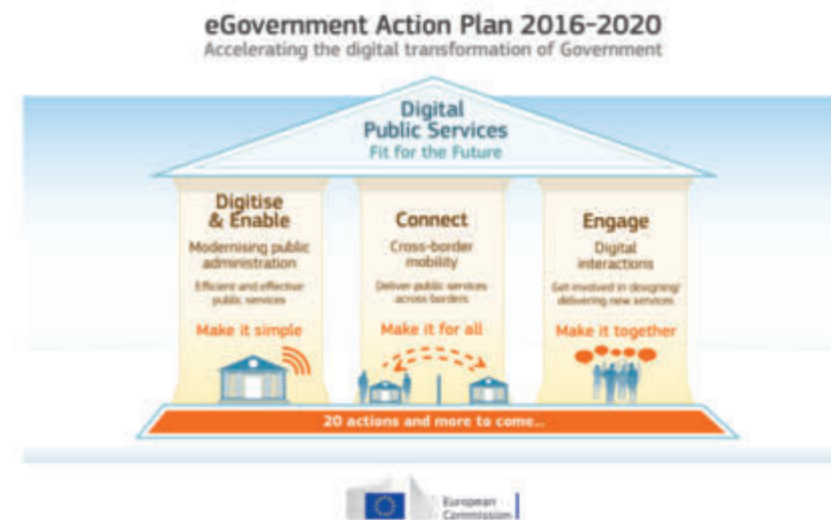 eGovernment Action Plan 2016-2020
Accelerating the digital transformation of Government
Digital
Public Services
Fit for the Future
Digitise
& Enable
Modernising public
administration
Efficient and effective
public services
Make it simple
Connect
Cross-border
mobility
Deliver public services
across borders
Make it for all
Engage
Digital
interactions
Get involved in designing/
delivering new services
Make it together
20 actions and more to come...
European
Commission